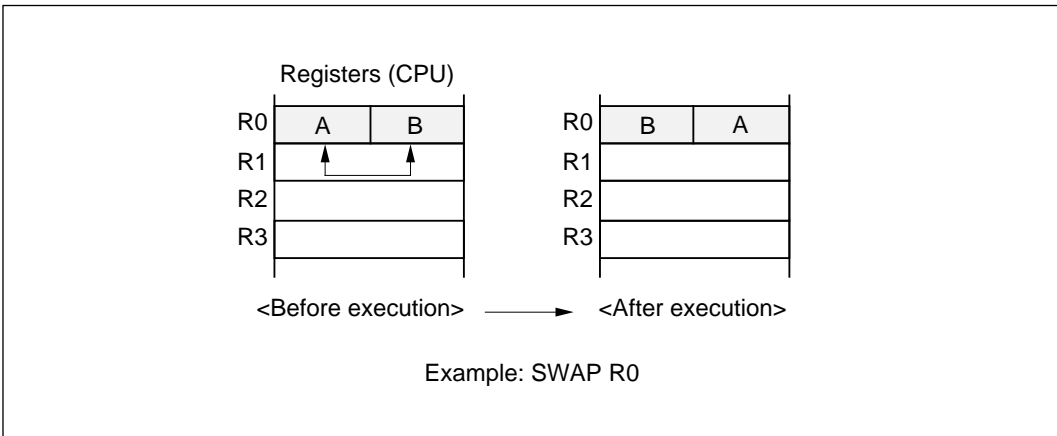 Registers (CPU)
R0 A B R0 B A
R1 R1
R2 R2
R3 R3
<Before execution> <After execution>
Example: SWAP R0